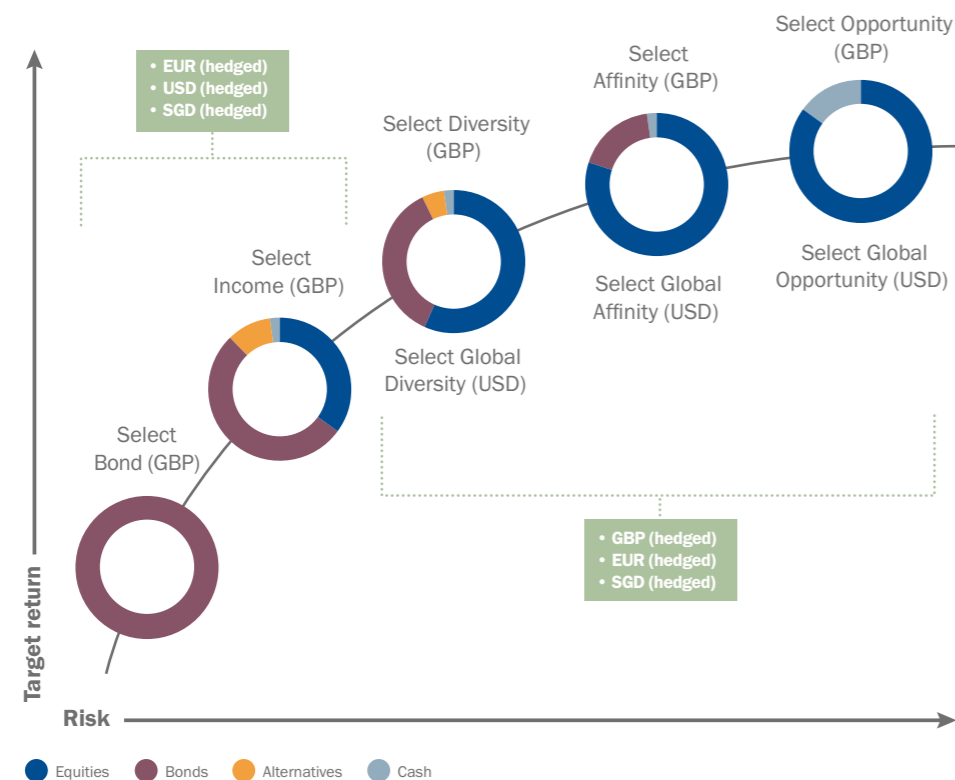 Select Opportunity
(GBP)
Select
Affinity (GBP)
• EUR (hedged)
• USD (hedged)
• SGD (hedged)
Select Diversity
(GBP)
Select
Income (GBP)
Select Global
Opportunity (USD)
Select Global
Affinity (USD)
Select Global
Diversity (USD)
Select
Bond (GBP)
• GBP (hedged)
• EUR (hedged)
• SGD (hedged)
Target return
Risk
Equities
Bonds
Alternatives
Cash